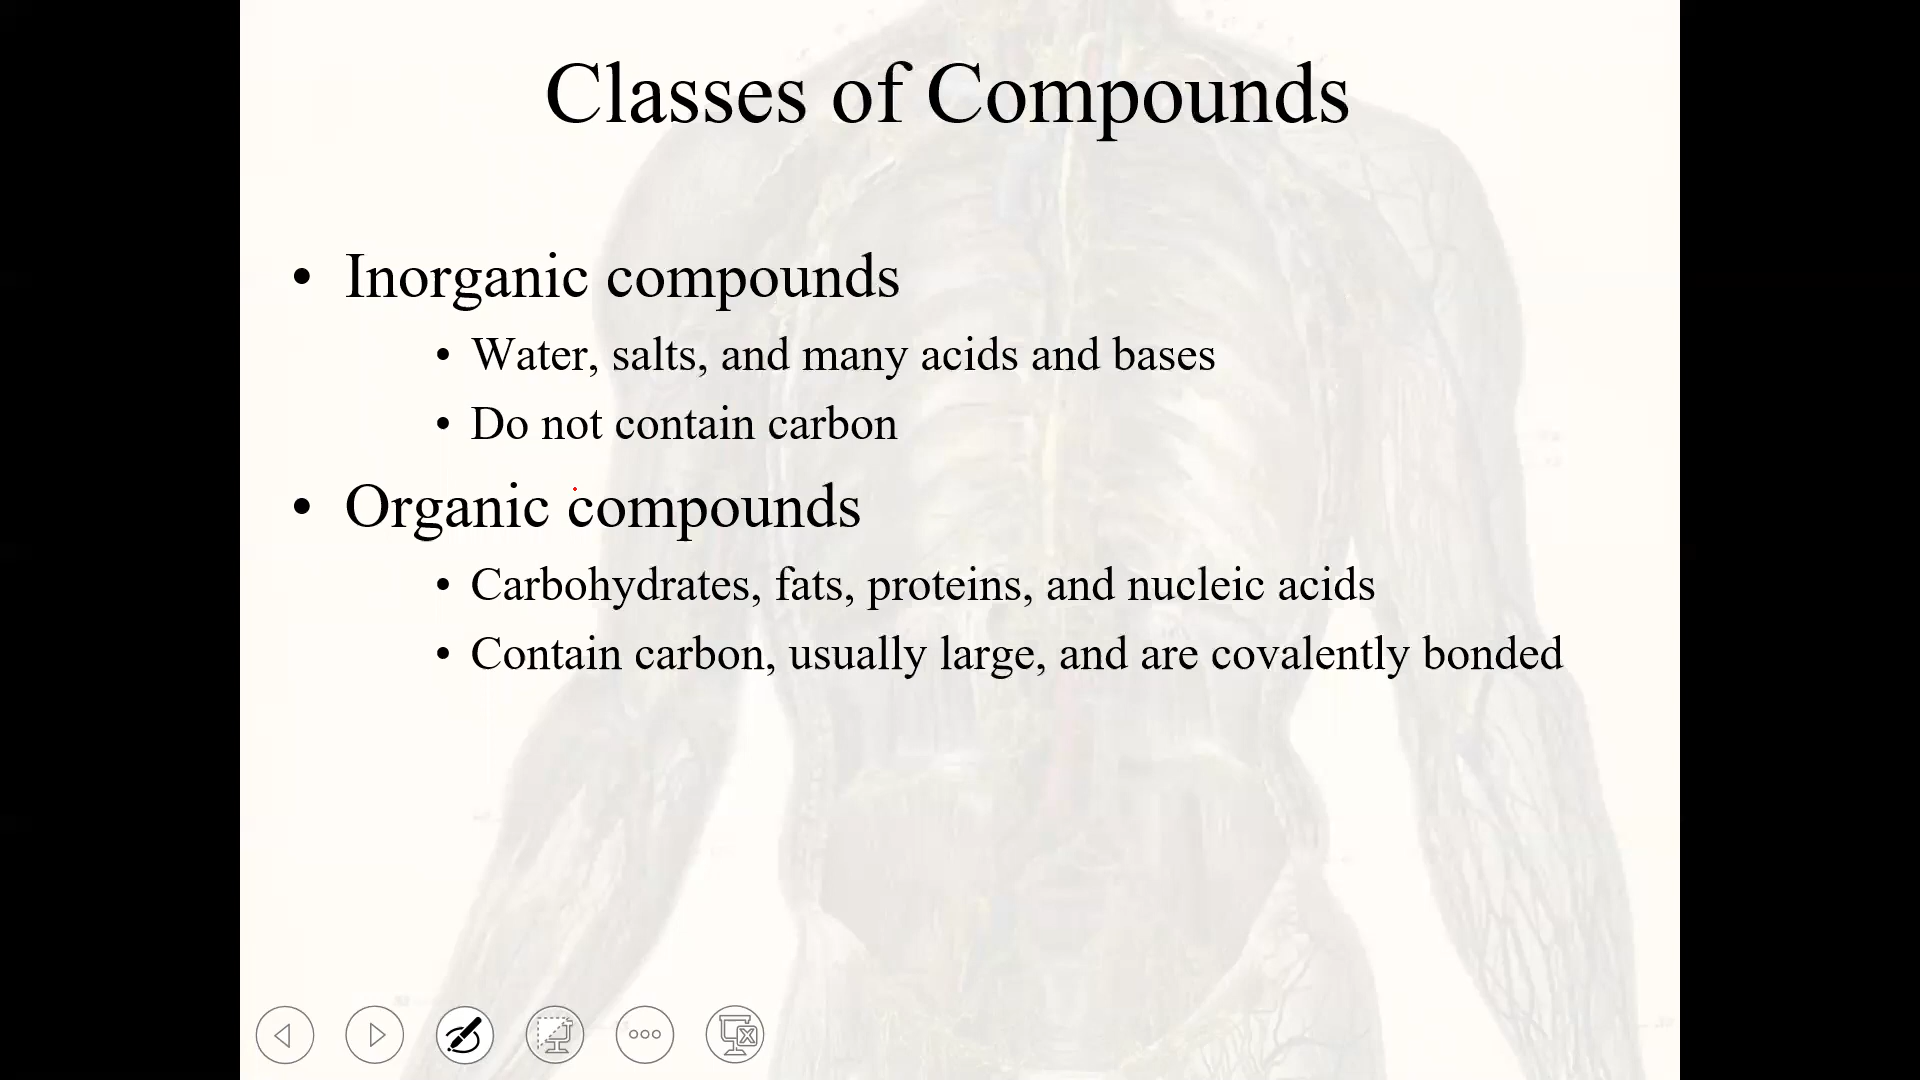 Classes of Compounds
• Inorganic compounds
• Water, salts, and many acids and bases
• Do not contain carbon
• Organic compounds
• Carbohydrates, fats, proteins, and nucleic acids
• Contain carbon, usually large, and are covalently bonded